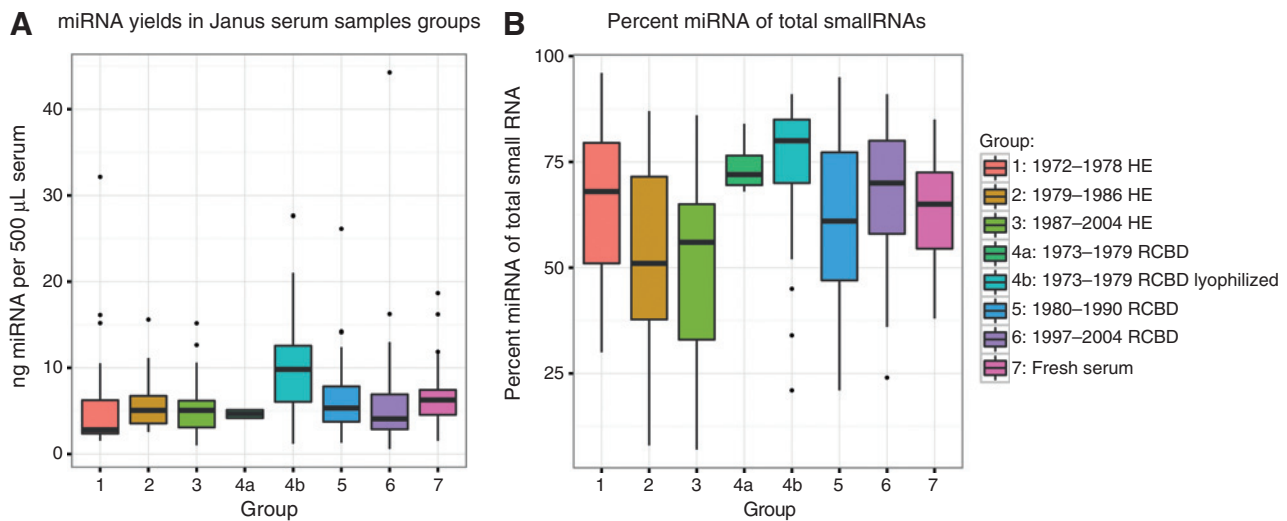 A
miRNA yields in Janus serum samples groups
ng miRNA per 500 μL serum
40
30
20
10
0
1 2 3 4a 4b 5 6 7
Group
B
Percent miRNA of total smallRNAs
Percent miRNA of total small RNA
100
75
50
25
1 2 3 4a 4b 5 6 7
Group
Group:
1: 1972–1978 HE
2: 1979–1986 HE
3: 1987–2004 HE
4a: 1973–1979 RCBD
4b: 1973–1979 RCBD lyophilized
5: 1980–1990 RCBD
6: 1997–2004 RCBD
7: Fresh serum